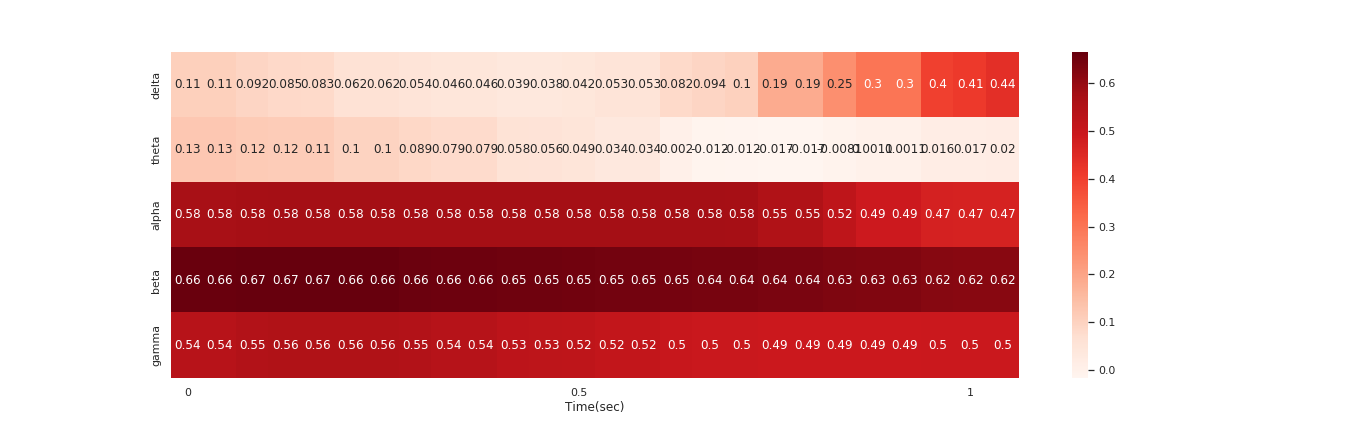 delta 0.11 0.11 0.092 0.085 0.083 0.062 0.062 0.054 0.046 0.046 0.039 0.038 0.042 0.053 0.053 0.082 0.094 0.1 0.19 0.19 0.25 0.3 0.3 0.4 0.41 0.44
theta 0.13 0.13 0.12 0.12 0.11 0.1 0.1 0.089 0.079 0.079 0.058 0.056 0.049 0.034 0.034 0.002 -0.012 -0.012 -0.017 -0.017 -0.0081 0.0011 0.0011 0.016 0.017 0.02
alpha 0.58 0.58 0.58 0.58 0.58 0.58 0.58 0.58 0.58 0.58 0.58 0.58 0.58 0.58 0.58 0.58 0.58 0.58 0.55 0.55 0.52 0.49 0.49 0.47 0.47 0.47
beta 0.66 0.66 0.67 0.67 0.67 0.66 0.66 0.66 0.66 0.66 0.65 0.65 0.65 0.65 0.65 0.65 0.64 0.64 0.64 0.64 0.63 0.63 0.63 0.62 0.62 0.62
gamma 0.54 0.54 0.55 0.56 0.56 0.56 0.56 0.55 0.54 0.54 0.53 0.53 0.52 0.52 0.52 0.5 0.5 0.5 0.49 0.49 0.49 0.49 0.49 0.5 0.5 0.5
0 0.5 1
Time(sec)
0.6
0.5
0.4
0.3
0.2
0.1
0.0